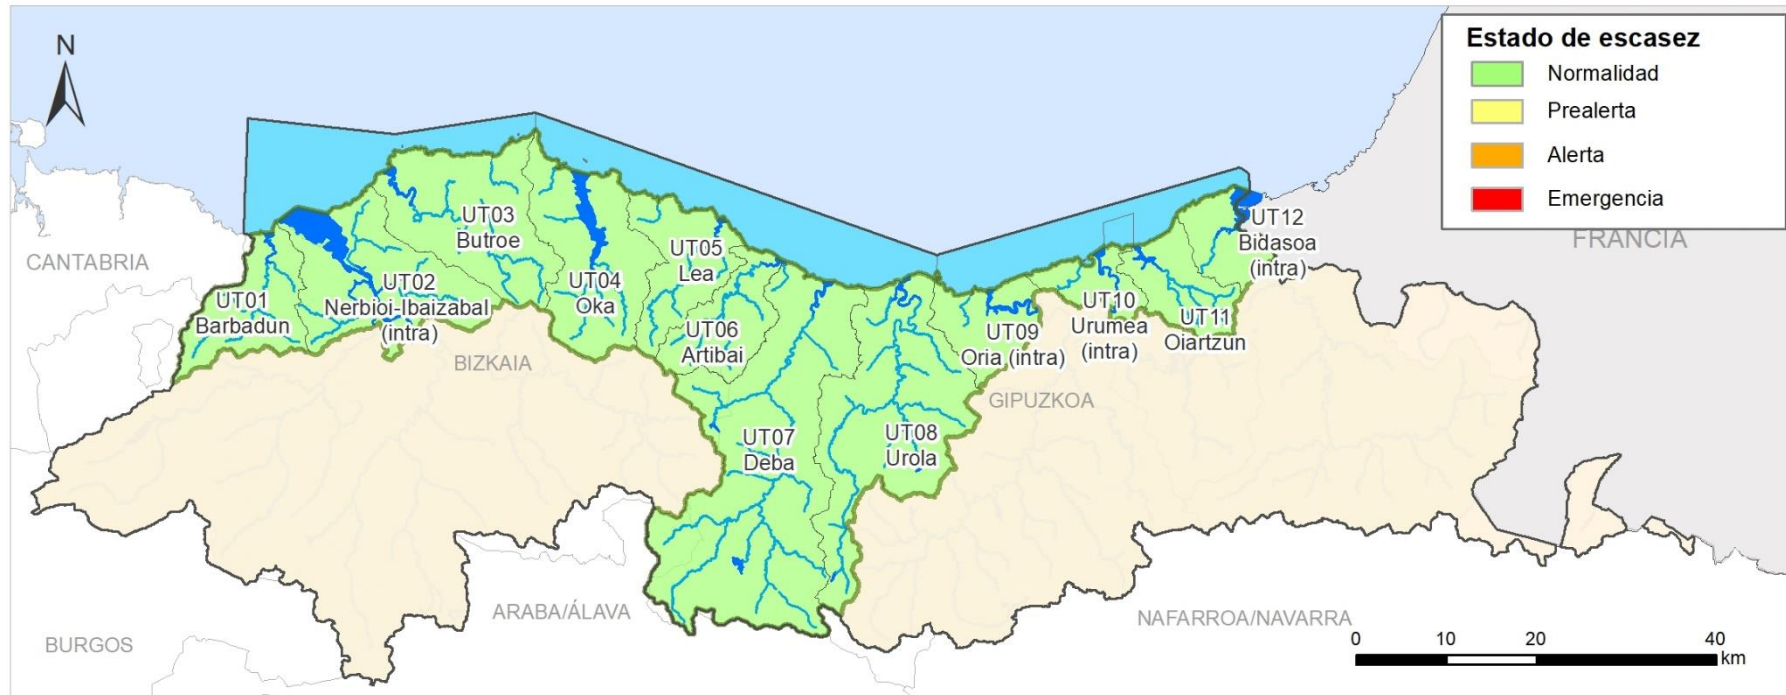 N
Estado de escasez
Normalidad
Prealerta
Alerta
Emergencia
FRANCIA
CANTABRIA
UT01
Barbadun
UT02
Nerbioi-Ibaizabal
(intra)
UT03
Butroe
UT04
Oka
UT05
Lea
UT06
Artibai
UT07
Deba
UT08
Urola
UT09
Oria (intra)
UT10
Urumea
(intra)
UT11
Oiartzun
UT12
Bidasoa
(intra)
BIZKAIA
GIPUZKOA
ARABA/ÁLAVA
BURGOS
NAFARROA/NAVARRA
0 10 20 40
km